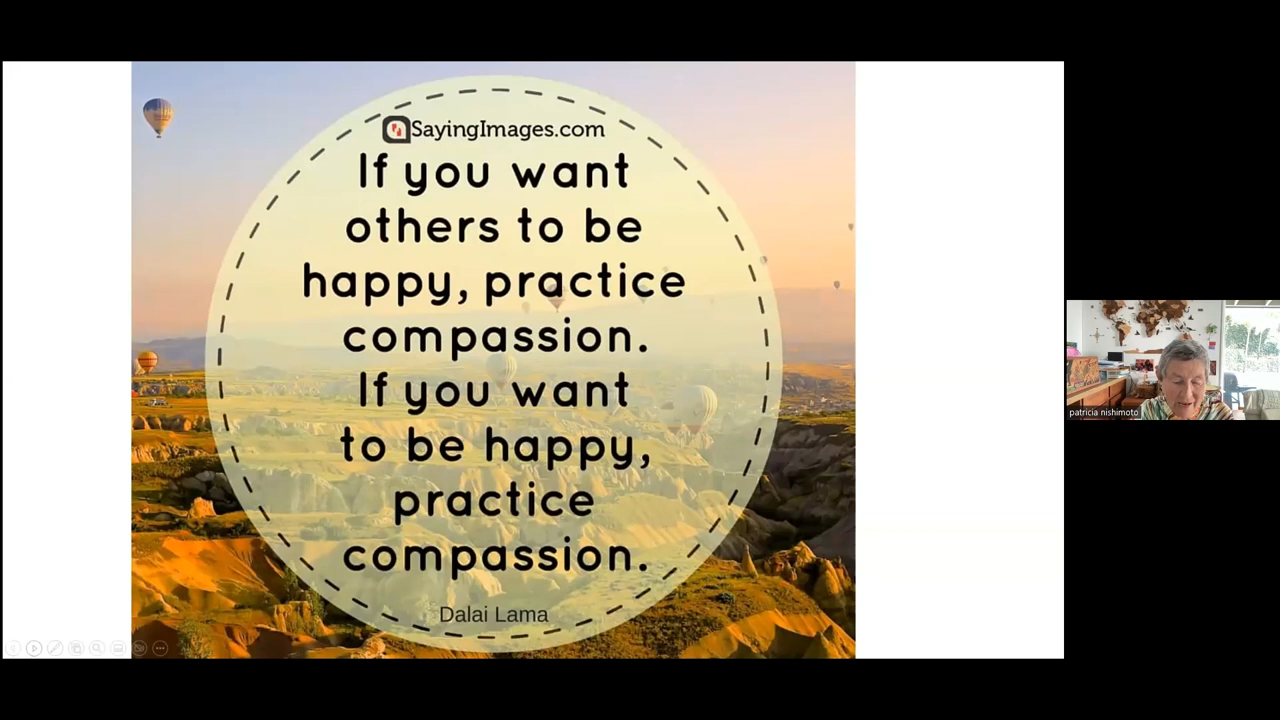 SayingImages.com
If you want
others to be
happy, practice
compassion.
If you want
to be happy,
practice
compassion.
Dalai Lama
patricia nishimoto